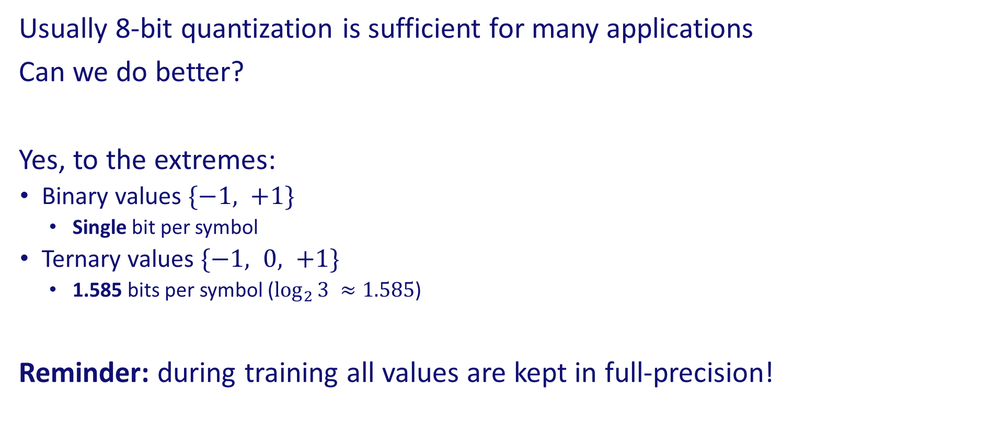 Usually 8-bit quantization is sufficient for many applications
Can we do better?
Yes, to the extremes:
• Binary values {−1, +1}
• Single bit per symbol
• Ternary values {−1, 0, +1}
• 1.585 bits per symbol (log₂ 3 ≈ 1.585)
Reminder: during training all values are kept in full-precision!